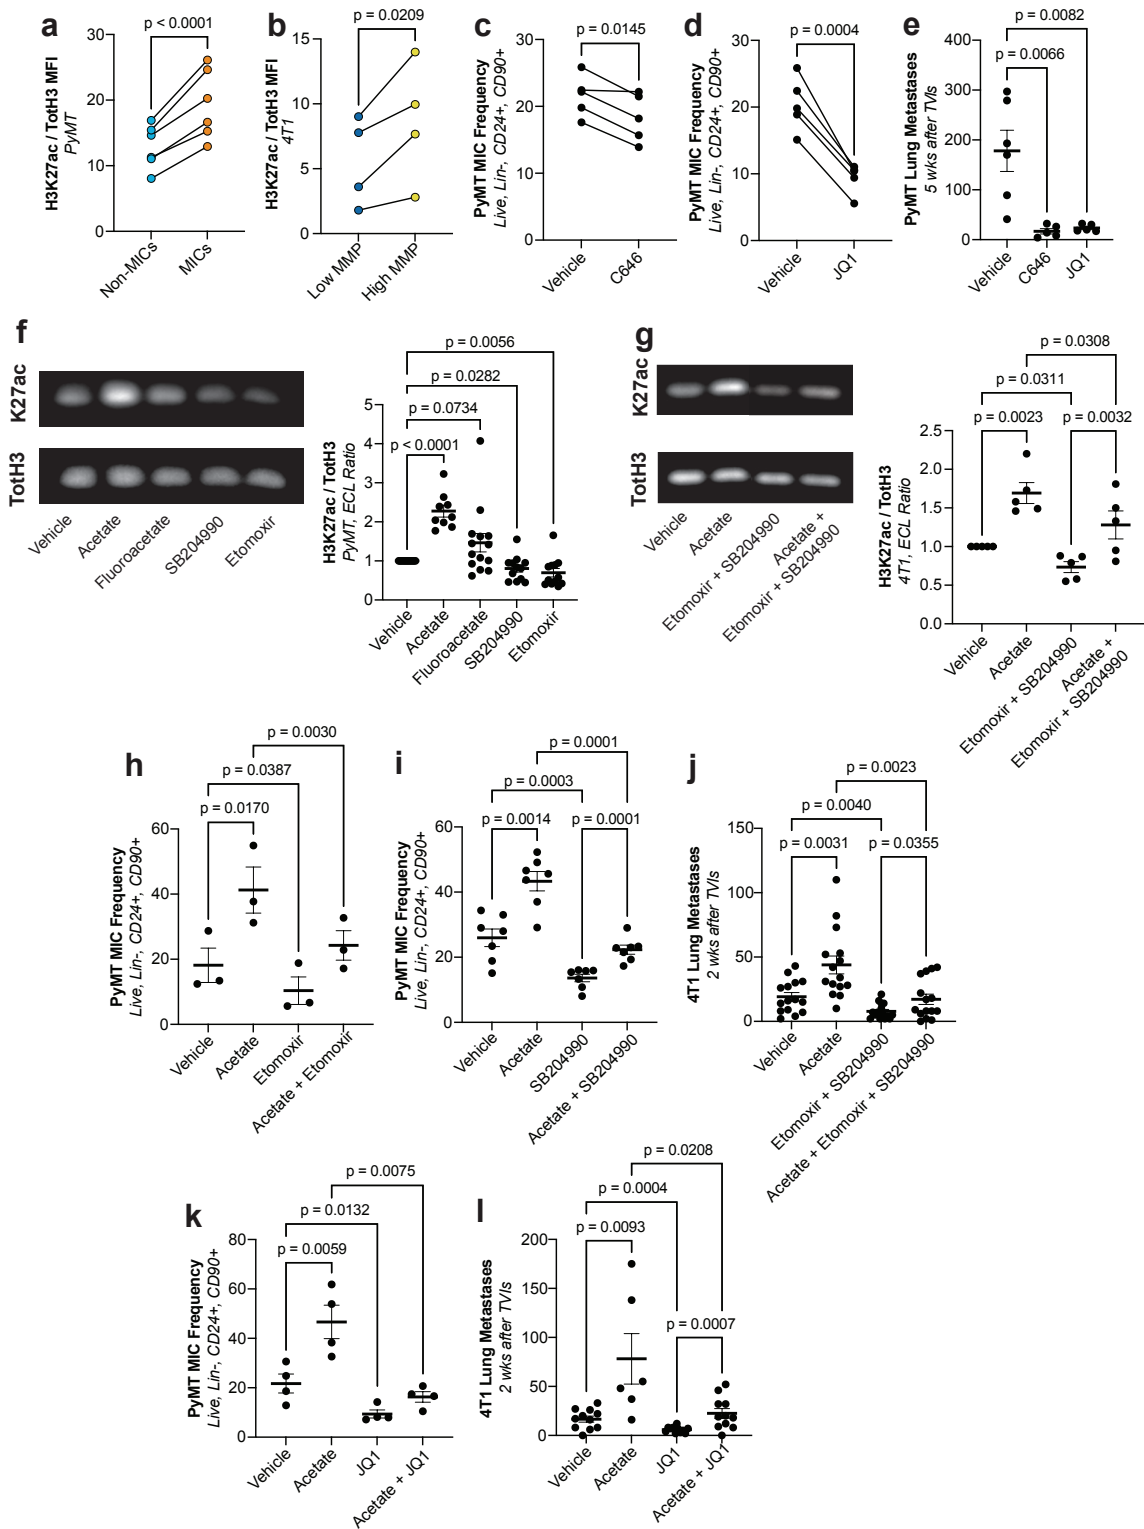 a
p < 0.0001
H3K27ac / TotH3 MFI
PyMT
30
20
10
0
Non-MICs
MICs
b
p = 0.0209
H3K27ac / TotH3 MFI
4T1
15
10
5
0
Low MMP
High MMP
c
p = 0.0145
PyMT MIC Frequency
Live, Lin-, CD24+, CD90+
30
20
10
0
Vehicle
C646
d
p = 0.0004
PyMT MIC Frequency
Live, Lin-, CD24+, CD90+
30
20
10
0
Vehicle
JQ1
e
p = 0.0082
p = 0.0066
PyMT Lung Metastases
5 wks after TVIs
400
300
200
100
0
Vehicle
C646
JQ1
f
K27ac
TotH3
Vehicle
Acetate
Fluroacetate
SB204990
Etomoxir
p = 0.0056
p = 0.0282
p = 0.0734
p < 0.0001
H3K27ac / TotH3
PyMT, ECL Ratio
5
4
3
2
1
0
Vehicle
Acetate
Fluoroacetate
SB204990
Etomoxir
g
K27ac
TotH3
Vehicle
Acetate
Etomoxir + SB204990
Acetate +
Etomoxir + SB204990
p = 0.0308
p = 0.0311
p = 0.0023
p = 0.0032
H3K27ac / TotH3
4T1, ECL Ratio
2.5
2.0
1.5
1.0
0.5
0.0
Vehicle
Acetate
Etomoxir + SB204990
Acetate +
Etomoxir + SB204990
h
p = 0.0030
p = 0.0387
p = 0.0170
PyMT MIC Frequency
Live, Lin-, CD24+, CD90+
60
40
20
0
Vehicle
Acetate
Etomoxir
Acetate + Etomoxir
i
p = 0.0001
p = 0.0003
p = 0.0014
p = 0.0001
PyMT MIC Frequency
Live, Lin-, CD24+, CD90+
60
40
20
0
Vehicle
Acetate
SB204990
Acetate + SB204990
j
p = 0.0023
p = 0.0040
p = 0.0031
p = 0.0355
4T1 Lung Metastases
2 wks after TVIs
150
100
50
0
Vehicle
Acetate
Etomoxir + SB204990
Acetate + Etomoxir + SB204990
k
p = 0.0075
p = 0.0132
p = 0.0059
PyMT MIC Frequency
Live, Lin-, CD24+, CD90+
80
60
40
20
0
Vehicle
Acetate
JQ1
Acetate + JQ1
l
p = 0.0208
p = 0.0004
p = 0.0093
p = 0.0007
4T1 Lung Metastases
2 wks after TVIs
200
150
100
50
0
Vehicle
Acetate
JQ1
Acetate + JQ1